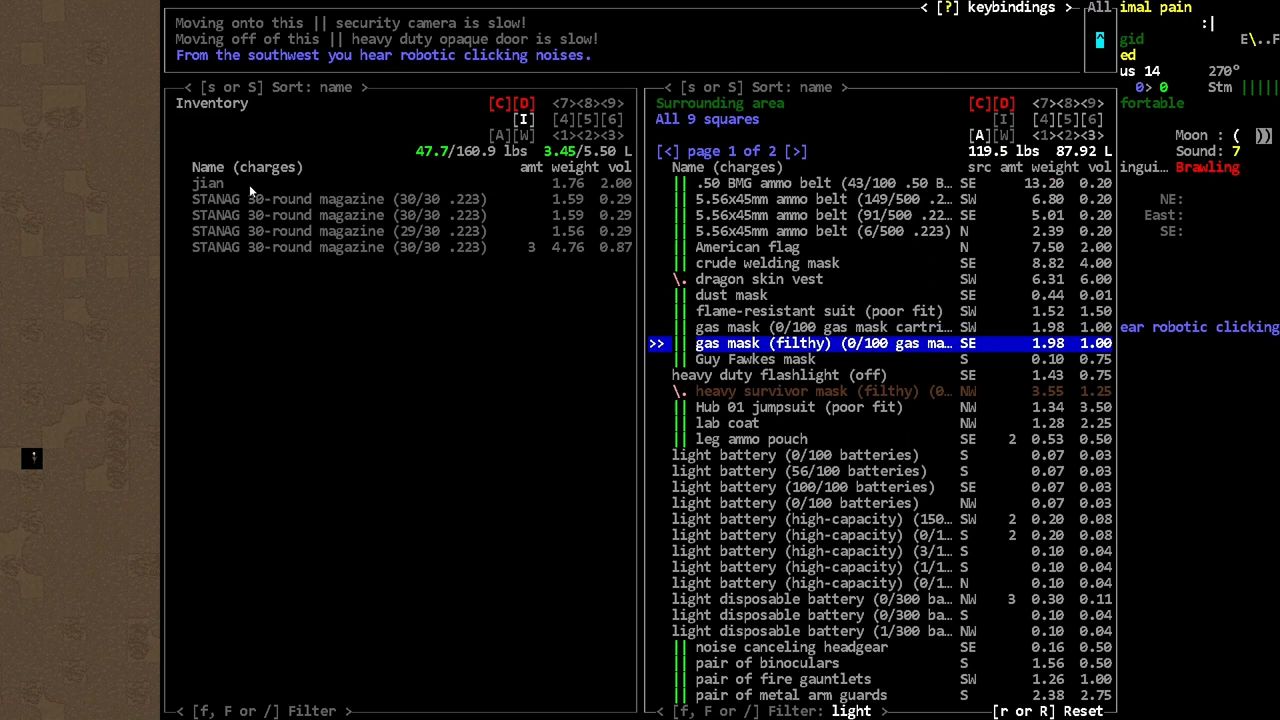 Moving onto this || security camera is slow!
Moving off of this || heavy duty opaque door is slow!
From the southwest you hear robotic clicking noises.
< [?] keybindings > All
imal pain
:|
gid E\..F
ed
us 14 270°
0> 0 Stm |||||
fortable
Moon : ( ))
Sound: 7
ingui… Brawling
NE:
East:
SE:
ear robotic clicking
< [s or S] Sort: name >
Inventory [C][D] <7><8><9>
[I] [4][5][6]
[A][W] <1><2><3>
47.7/160.9 lbs 3.45/5.50 L
Name (charges) amt weight vol
jian 1.76 2.00
STANAG 30-round magazine (30/30 .223) 1.59 0.29
STANAG 30-round magazine (30/30 .223) 1.59 0.29
STANAG 30-round magazine (29/30 .223) 1.56 0.29
STANAG 30-round magazine (30/30 .223) 3 4.76 0.87
< [f, F or /] Filter >
< [s or S] Sort: name >
Surrounding area [C][D] <7><8><9>
All 9 squares [I] [4][5][6]
[A][W] <1><2><3>
[<] page 1 of 2 [>] 119.5 lbs 87.92 L
Name (charges) src amt weight vol
|| .50 BMG ammo belt (43/100 .50 B… SE 13.20 0.20
|| 5.56x45mm ammo belt (149/500 .2… SW 6.80 0.20
|| 5.56x45mm ammo belt (91/500 .22… SE 5.01 0.20
|| 5.56x45mm ammo belt (6/500 .223) N 2.39 0.20
|| American flag N 7.50 2.00
|| crude welding mask SE 8.82 4.00
\. dragon skin vest SW 6.31 6.00
|| dust mask SE 0.44 0.01
|| flame-resistant suit (poor fit) SW 1.52 1.50
|| gas mask (0/100 gas mask cartri… SW 1.98 1.00
>> || gas mask (filthy) (0/100 gas ma… SE 1.98 1.00
|| Guy Fawkes mask S 0.10 0.75
heavy duty flashlight (off) SE 1.43 0.75
\. heavy survivor mask (filthy) (0… NW 3.55 1.25
|| Hub 01 jumpsuit (poor fit) NW 1.34 3.50
|| lab coat NW 1.28 2.25
|| leg ammo pouch SE 2 0.53 0.50
light battery (0/100 batteries) S 0.07 0.03
light battery (56/100 batteries) S 0.07 0.03
light battery (100/100 batteries) SE 0.07 0.03
light battery (0/100 batteries) NW 0.07 0.03
light battery (high-capacity) (150… SW 2 0.20 0.08
light battery (high-capacity) (0/1… S 2 0.20 0.08
light battery (high-capacity) (3/1… S 0.10 0.04
light battery (high-capacity) (1/1… S 0.10 0.04
light battery (high-capacity) (0/1… N 0.10 0.04
light disposable battery (0/300 ba… NW 3 0.30 0.11
light disposable battery (0/300 ba… S 0.10 0.04
light disposable battery (1/300 ba… NW 0.10 0.04
|| noise canceling headgear SE 0.16 0.50
|| pair of binoculars S 1.56 0.50
|| pair of fire gauntlets SW 1.26 1.00
|| pair of metal arm guards S 2.38 2.75
< [f, F or /] Filter: light > [r or R] Reset